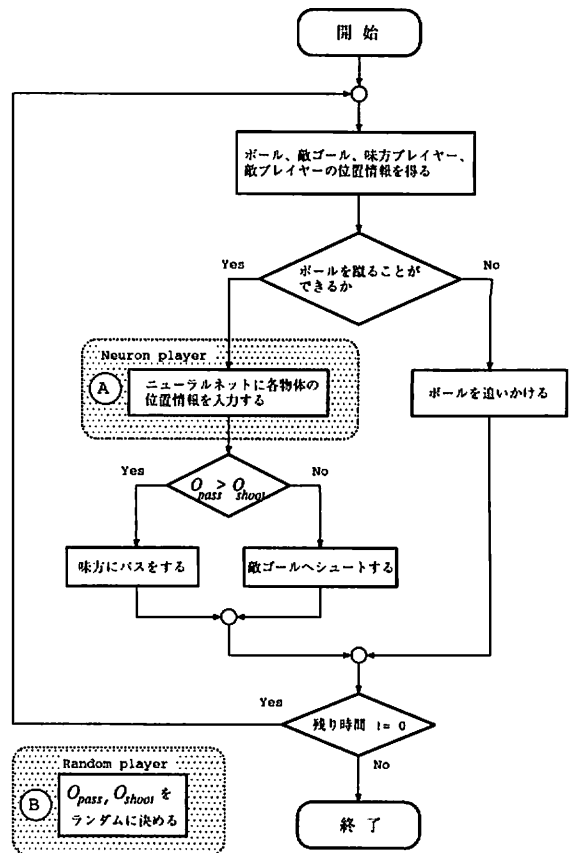 開 始
ボール、敵ゴール、味方プレイヤー、
敵プレイヤーの位置情報を得る
Yes
ボールを蹴ることが
できるか
No
Neuron player
A
ニューラルネットに各物体の
位置情報を入力する
ボールを追いかける
Yes
O pass > O shoot
No
味方にパスをする
敵ゴールへシュートする
Yes
残り時間 != 0
No
Random player
B
O pass , O shoot を
ランダムに決める
終 了